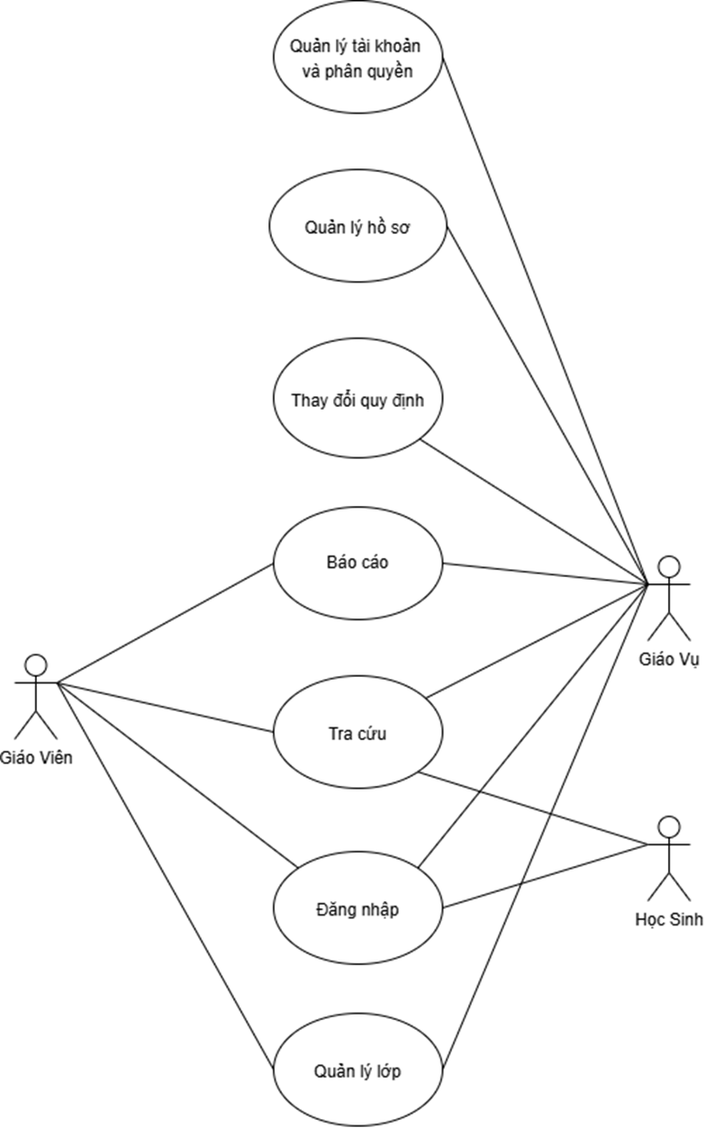 Quản lý tài khoản
và phân quyền
Quản lý hồ sơ
Thay đổi quy định
Báo cáo
Giáo Vụ
Giáo Viên
Tra cứu
Học Sinh
Đăng nhập
Quản lý lớp